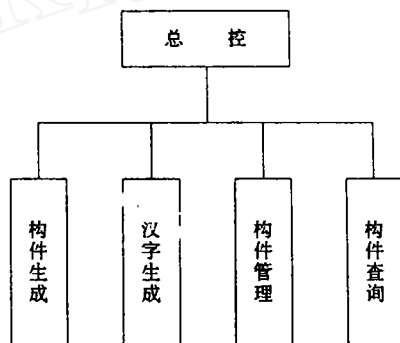 总 控
构件生成
汉字生成
构件管理
构件查询